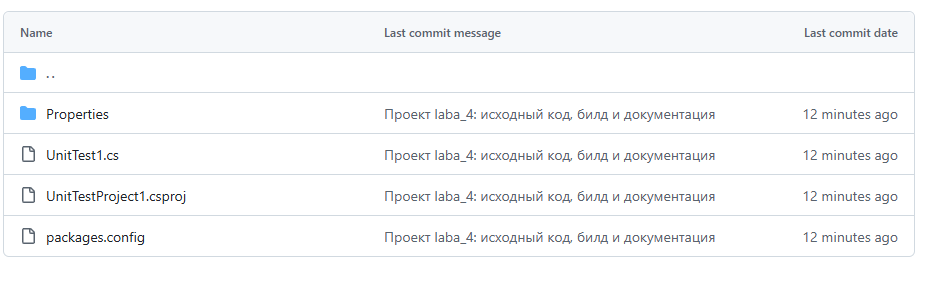 Name Last commit message Last commit date
..
Properties Проект laba_4: исходный код, билд и документация 12 minutes ago
UnitTest1.cs Проект laba_4: исходный код, билд и документация 12 minutes ago
UnitTestProject1.csproj Проект laba_4: исходный код, билд и документация 12 minutes ago
packages.config Проект laba_4: исходный код, билд и документация 12 minutes ago